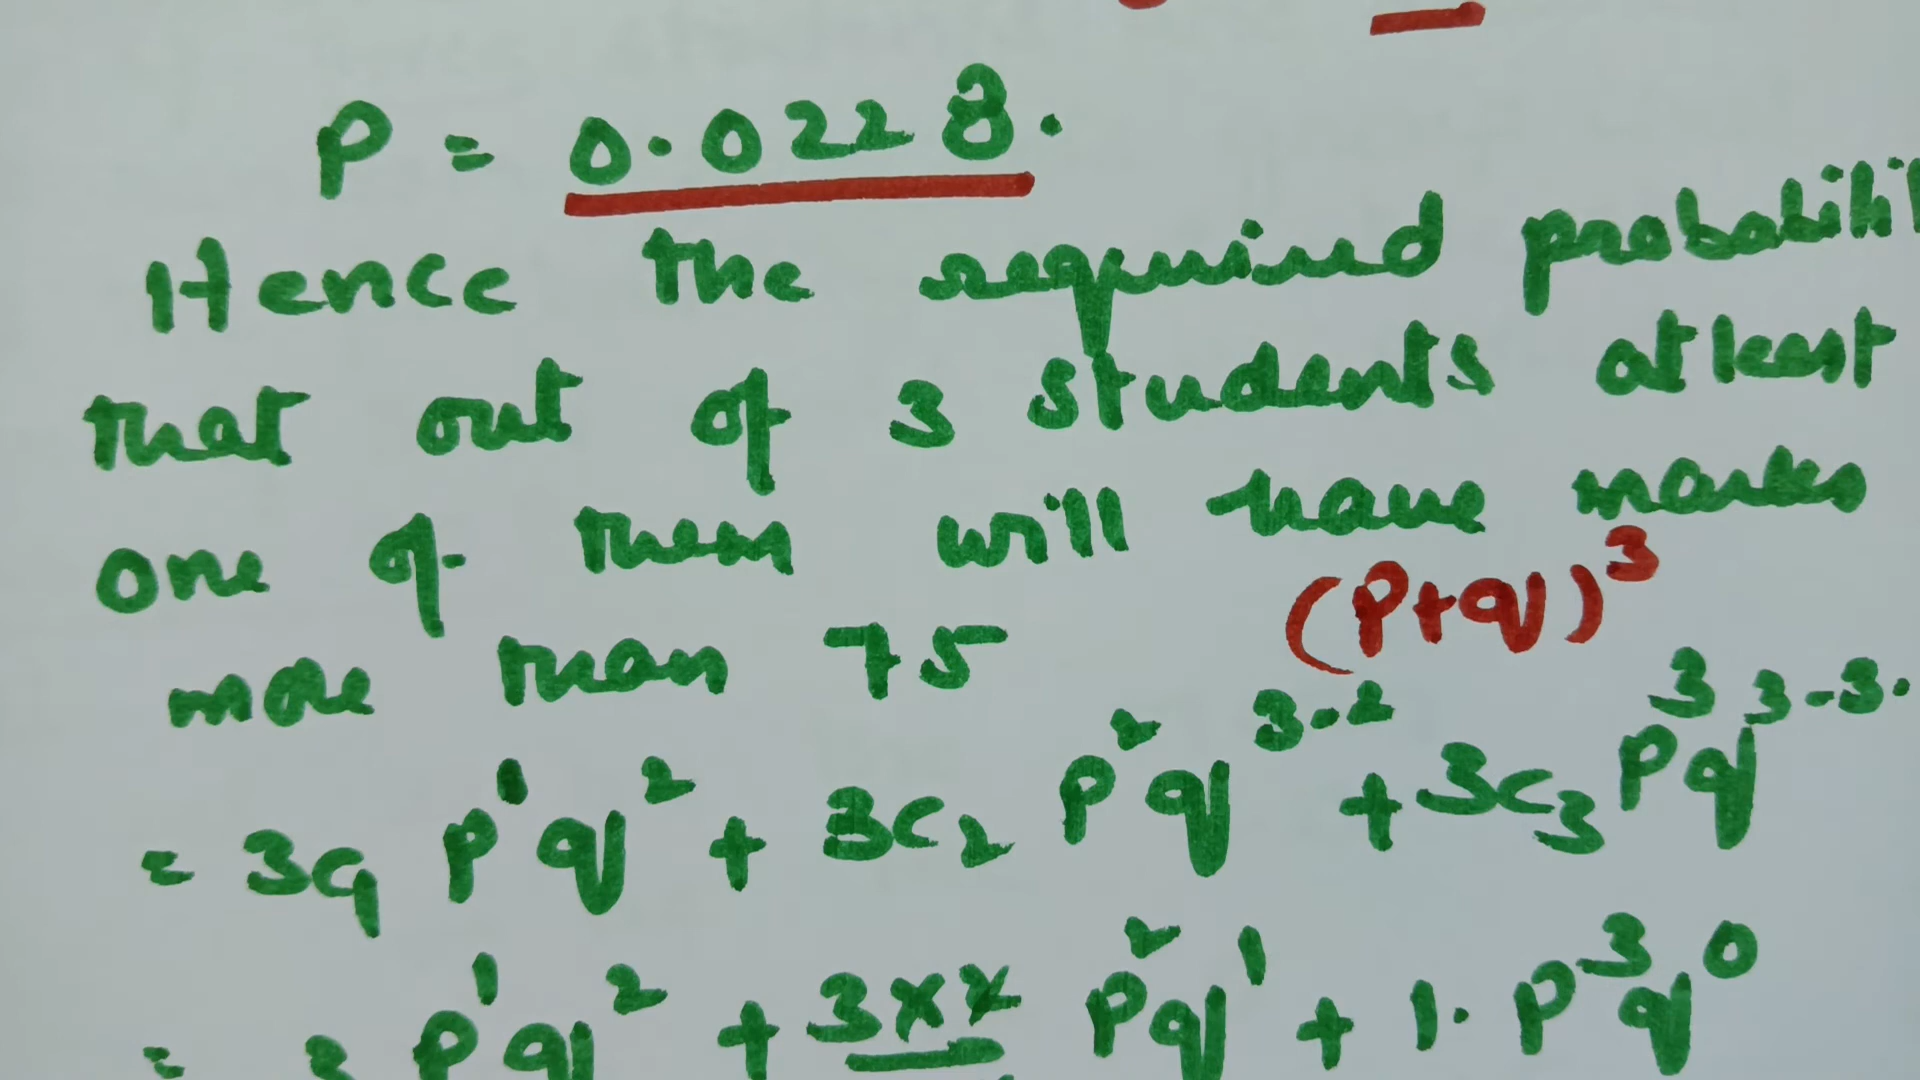 P = 0.0228.
Hence the required probabili
that out of 3 students atleast
one of them will have marks
more than 75
(P+q)³
= 3c₁ p¹q² + 3c₂ p²q³⁻² + 3c₃ p³q³⁻³.
= 3 p¹q² + 3×2 p²q¹ + 1. p³q⁰